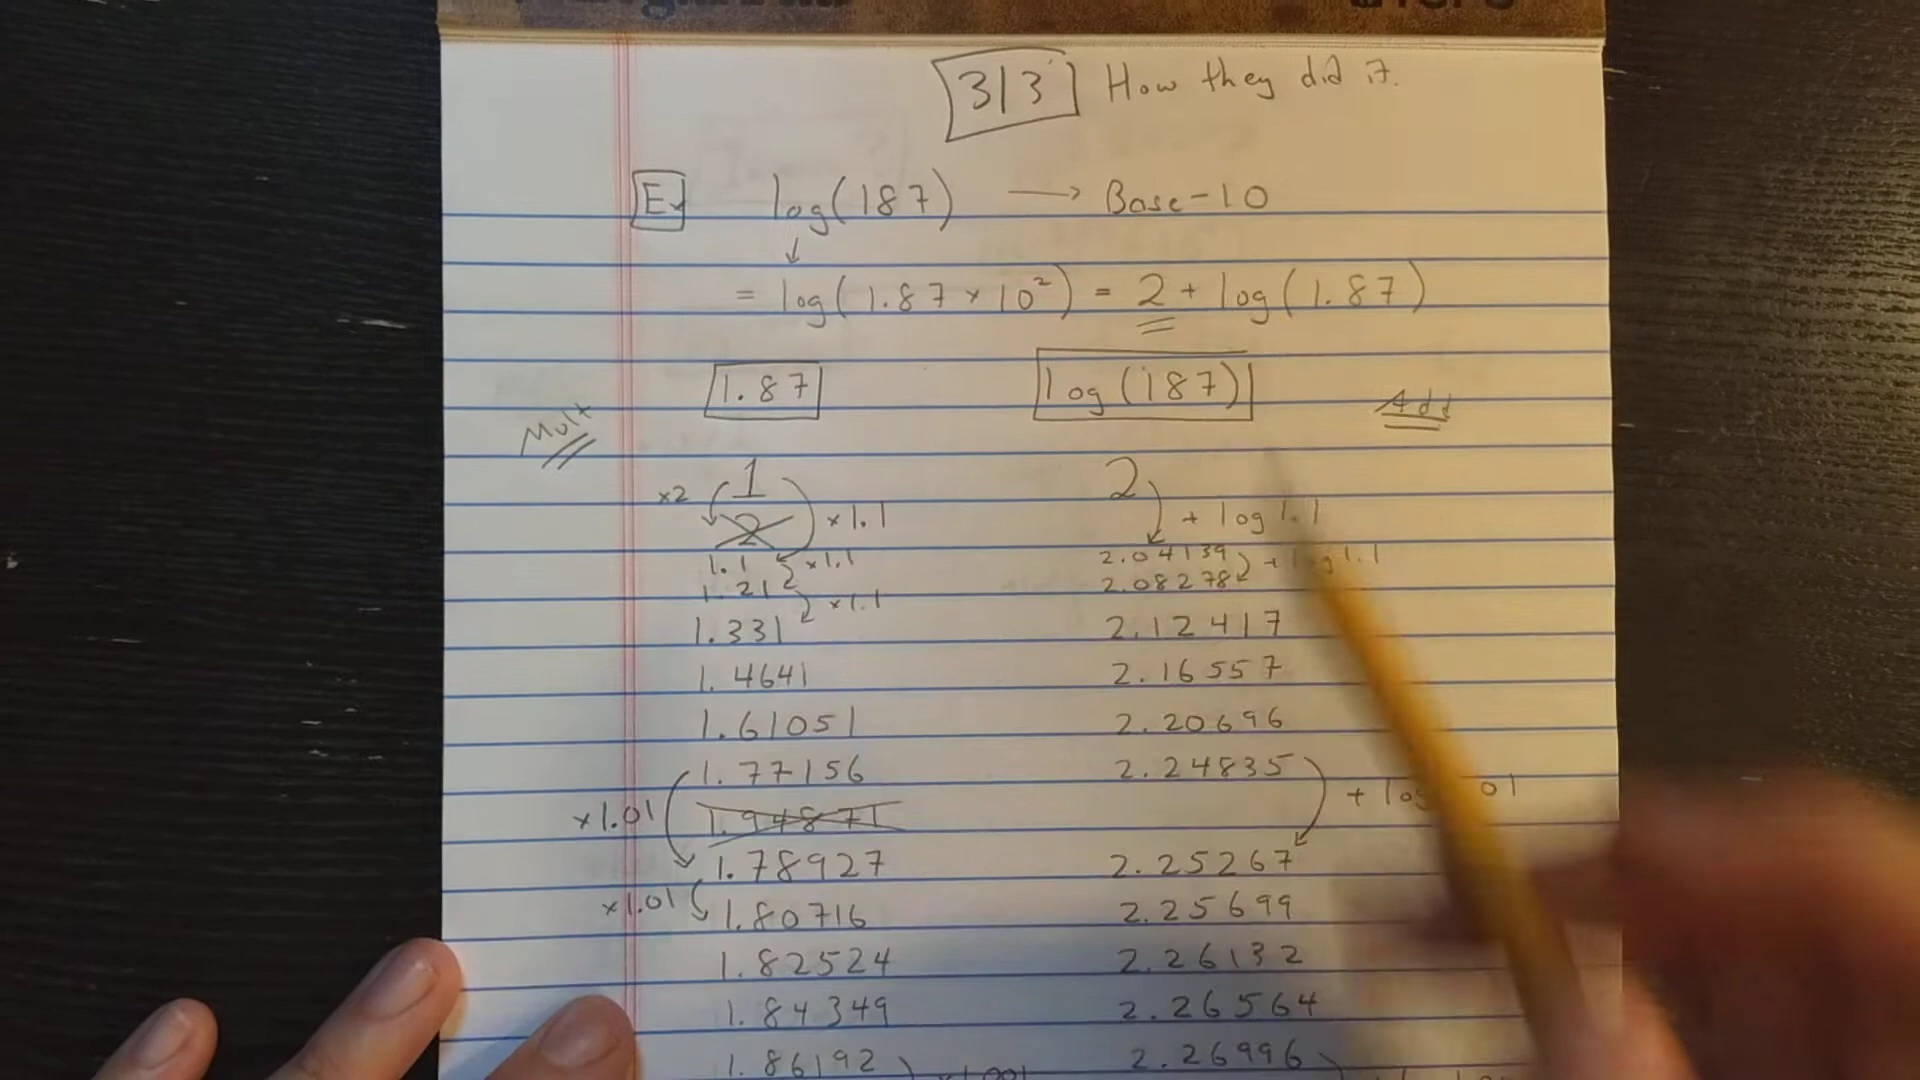 3/3 How they did it.
Ex log(187) → Base-10
= log(1.87 × 10²) = 2 + log(1.87)
1.87 log(187)
Mult Add
×2 1 2
2 ×1.1 + log 1.1
1.1 ×1.1 2.04139 + log 1.1
1.21 ×1.1 2.08278
1.331 2.12417
1.4641 2.16557
1.61051 2.20696
1.77156 2.24835
×1.01 1.94871
1.78927 2.25267
×1.01 1.80716 2.25699
1.82524 2.26132
1.84349 2.26564
1.86192 2.26996